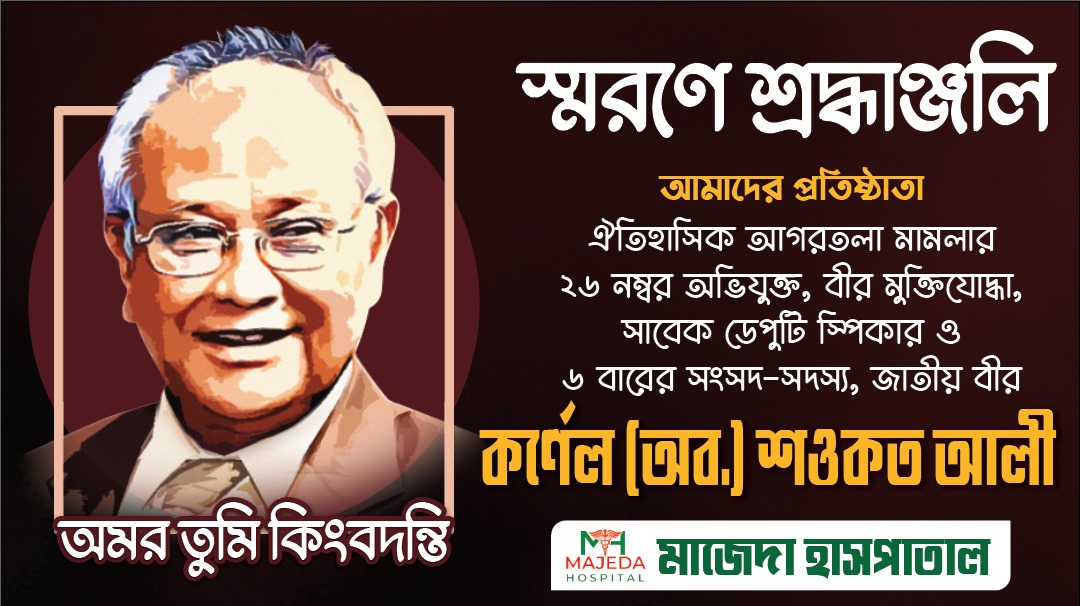 স্মরণে শ্রদ্ধাঞ্জলি
আমাদের প্রতিষ্ঠাতা
ঐতিহাসিক আগরতলা মামলার
২৬ নম্বর অভিযুক্ত, বীর মুক্তিযোদ্ধা,
সাবেক ডেপুটি স্পিকার ও
৬ বারের সংসদ-সদস্য, জাতীয় বীর
কর্ণেল (অব.) শওকত আলী
অমর তুমি কিংবদন্তি
MH
MAJEDA
HOSPITAL
মাজেদা হাসপাতাল